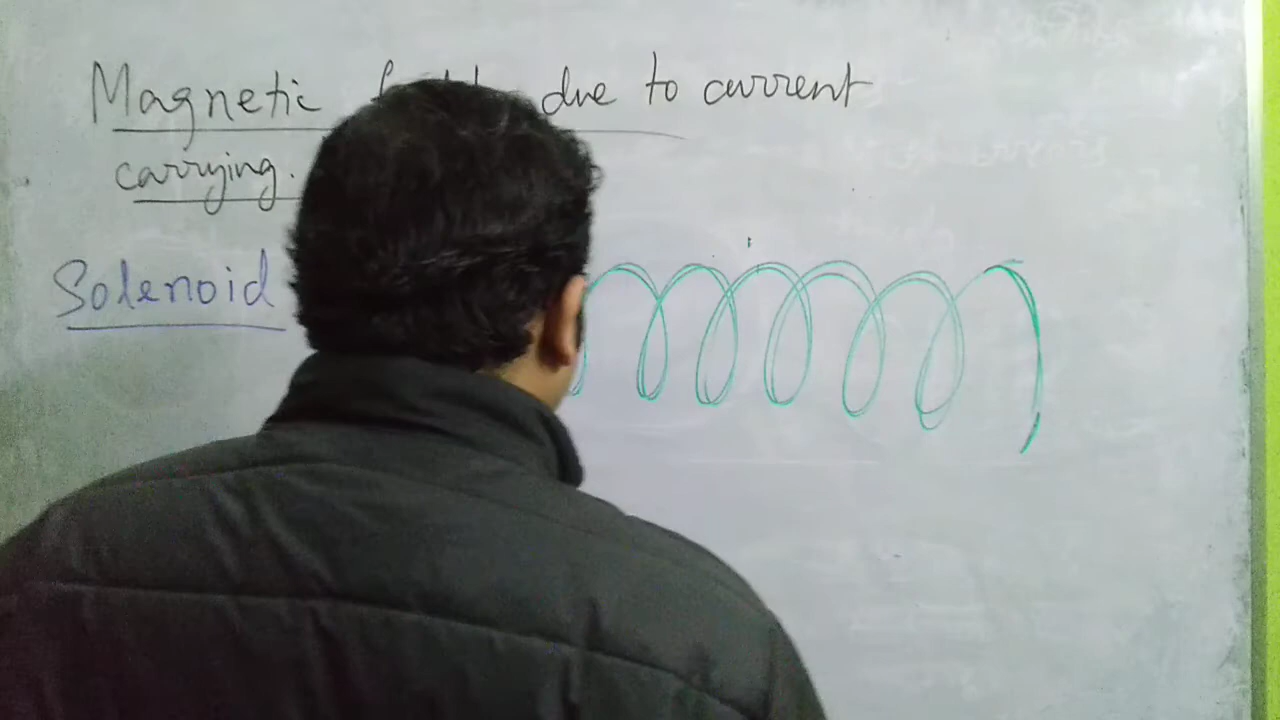 Magnetic due to current
carrying.
Solenoid